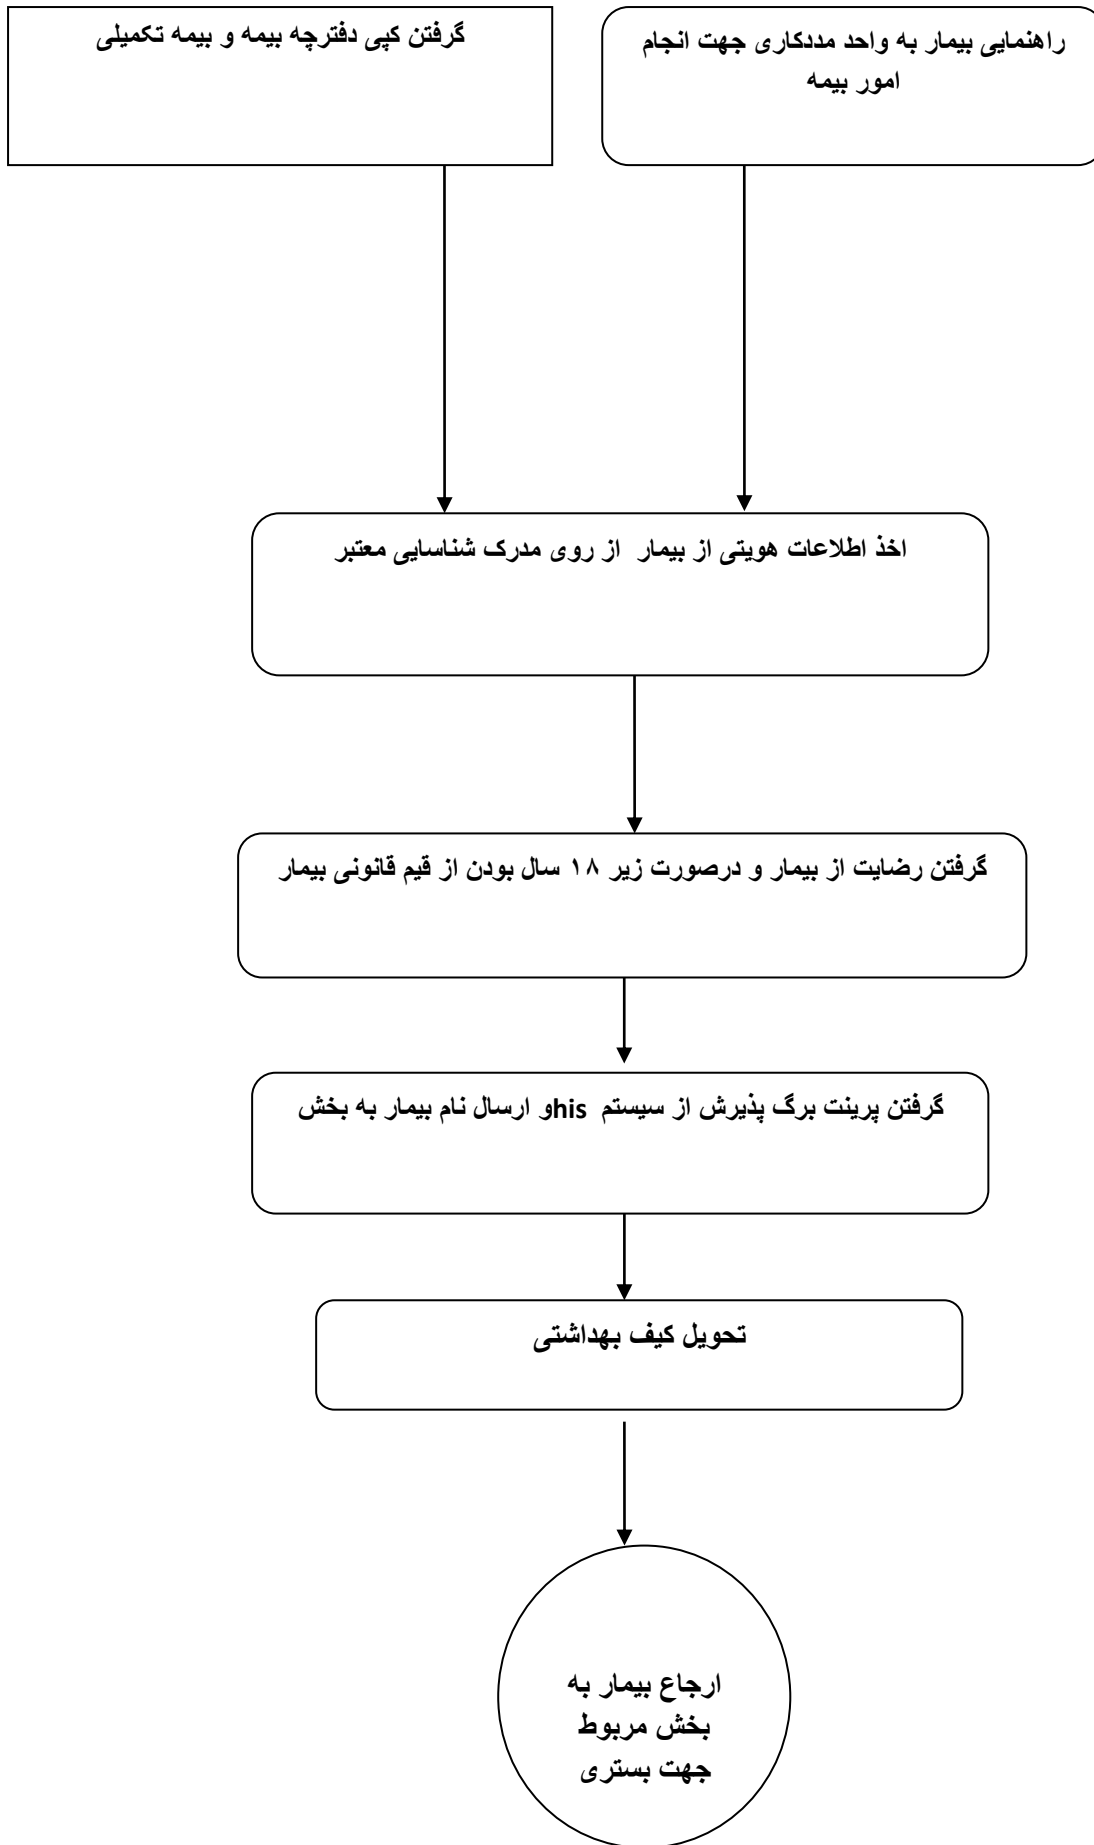 راهنمایی بیمار به واحد مددکاری جهت انجام
امور بیمه
گرفتن کپی دفترچه بیمه و بیمه تکمیلی
اخذ اطلاعات هویتی از بیمار از روی مدرک شناسایی معتبر
گرفتن رضایت از بیمار و درصورت زیر ۱۸ سال بودن از قیم قانونی بیمار
گرفتن پرینت برگ پذیرش از سیستم hisو ارسال نام بیمار به بخش
تحویل کیف بهداشتی
ارجاع بیمار به
بخش مربوط
جهت بستری